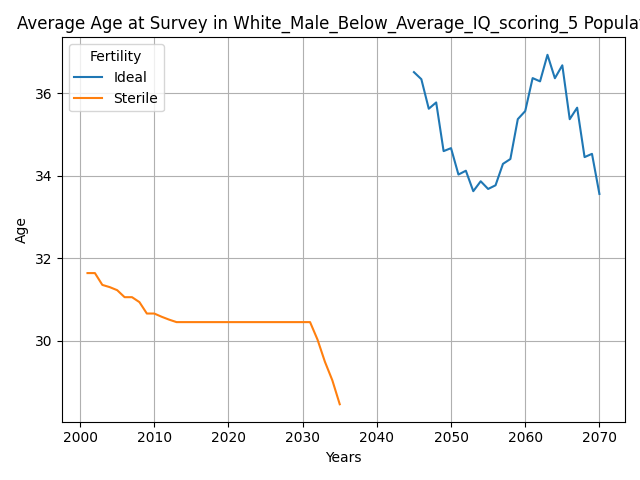 Average Age at Survey in White_Male_Below_Average_IQ_scoring_5 Popula
Fertility
Ideal
Sterile
Age
36
34
32
30
2000 2010 2020 2030 2040 2050 2060 2070
Years